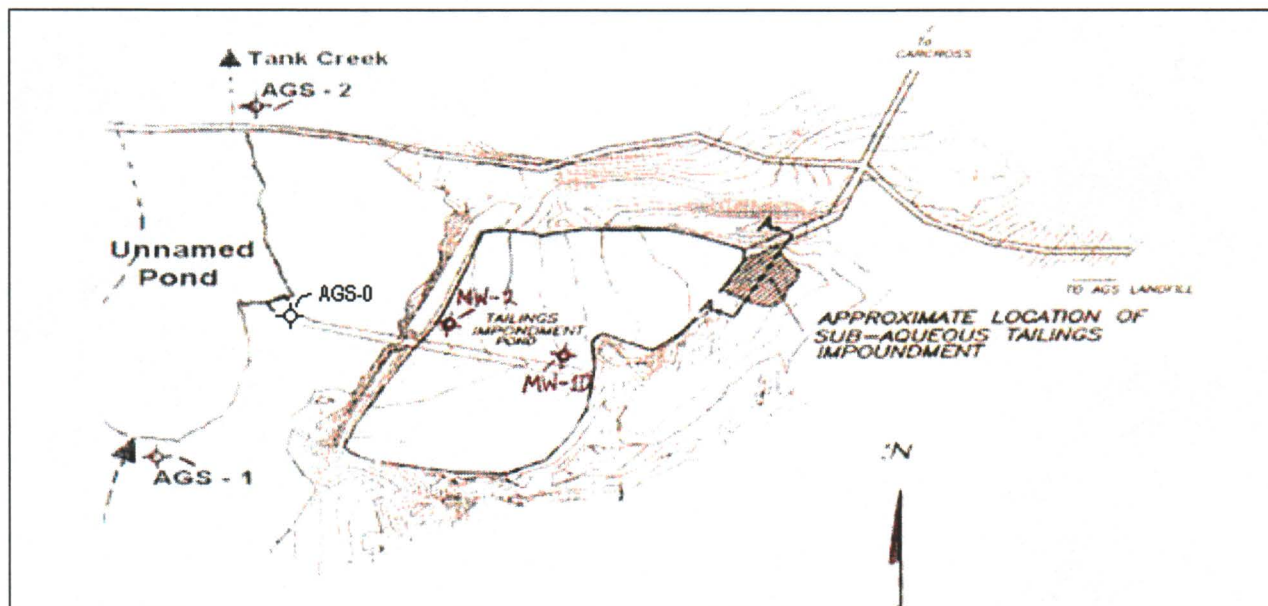 Tank Creek
AGS - 2
To
CARCROSS
Unnamed
Pond
AGS-0
MW-2
TAILINGS
IMPONDMENT
POND
MW-1D
A
A
TO AGS LANDFILL
APPROXIMATE LOCATION OF
SUB-AQUEOUS TAILINGS
IMPOUNDMENT
AGS - 1
N